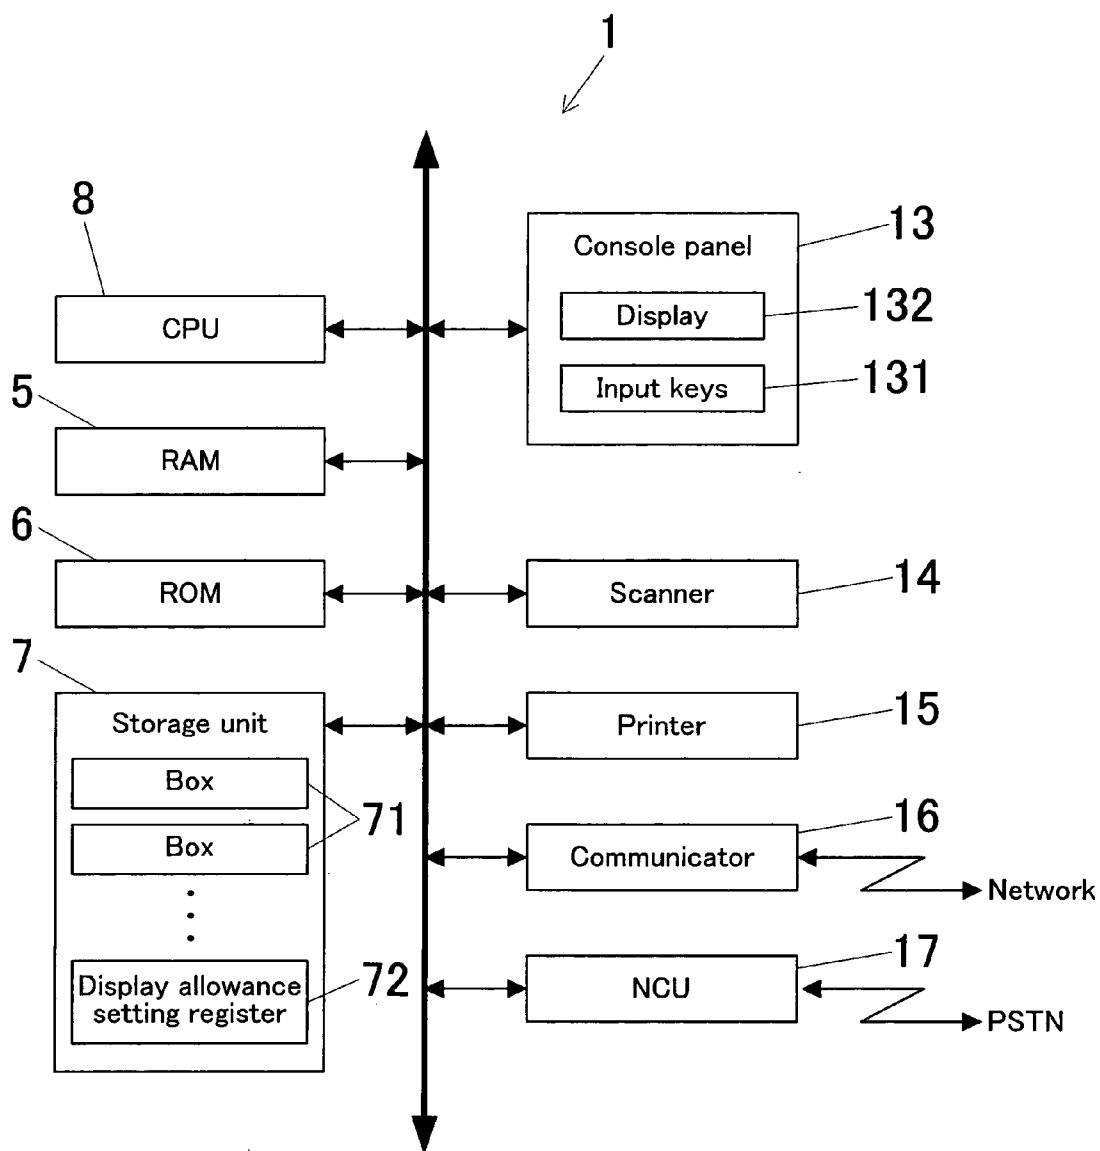 1
8
CPU
5
RAM
6
ROM
7
Storage unit
Box
Box
71
Display allowance
setting register
72
13
Console panel
Display
132
Input keys
131
Scanner
14
Printer
15
16
Communicator
Network
17
NCU
PSTN